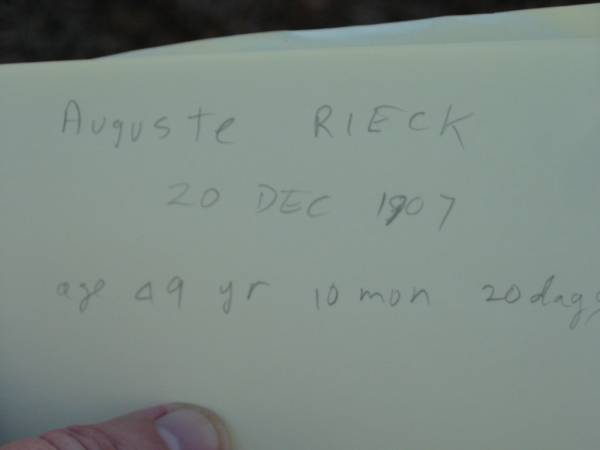 Auguste RIECK
20 DEC 1907
age 49 yr 10 mon 20 days